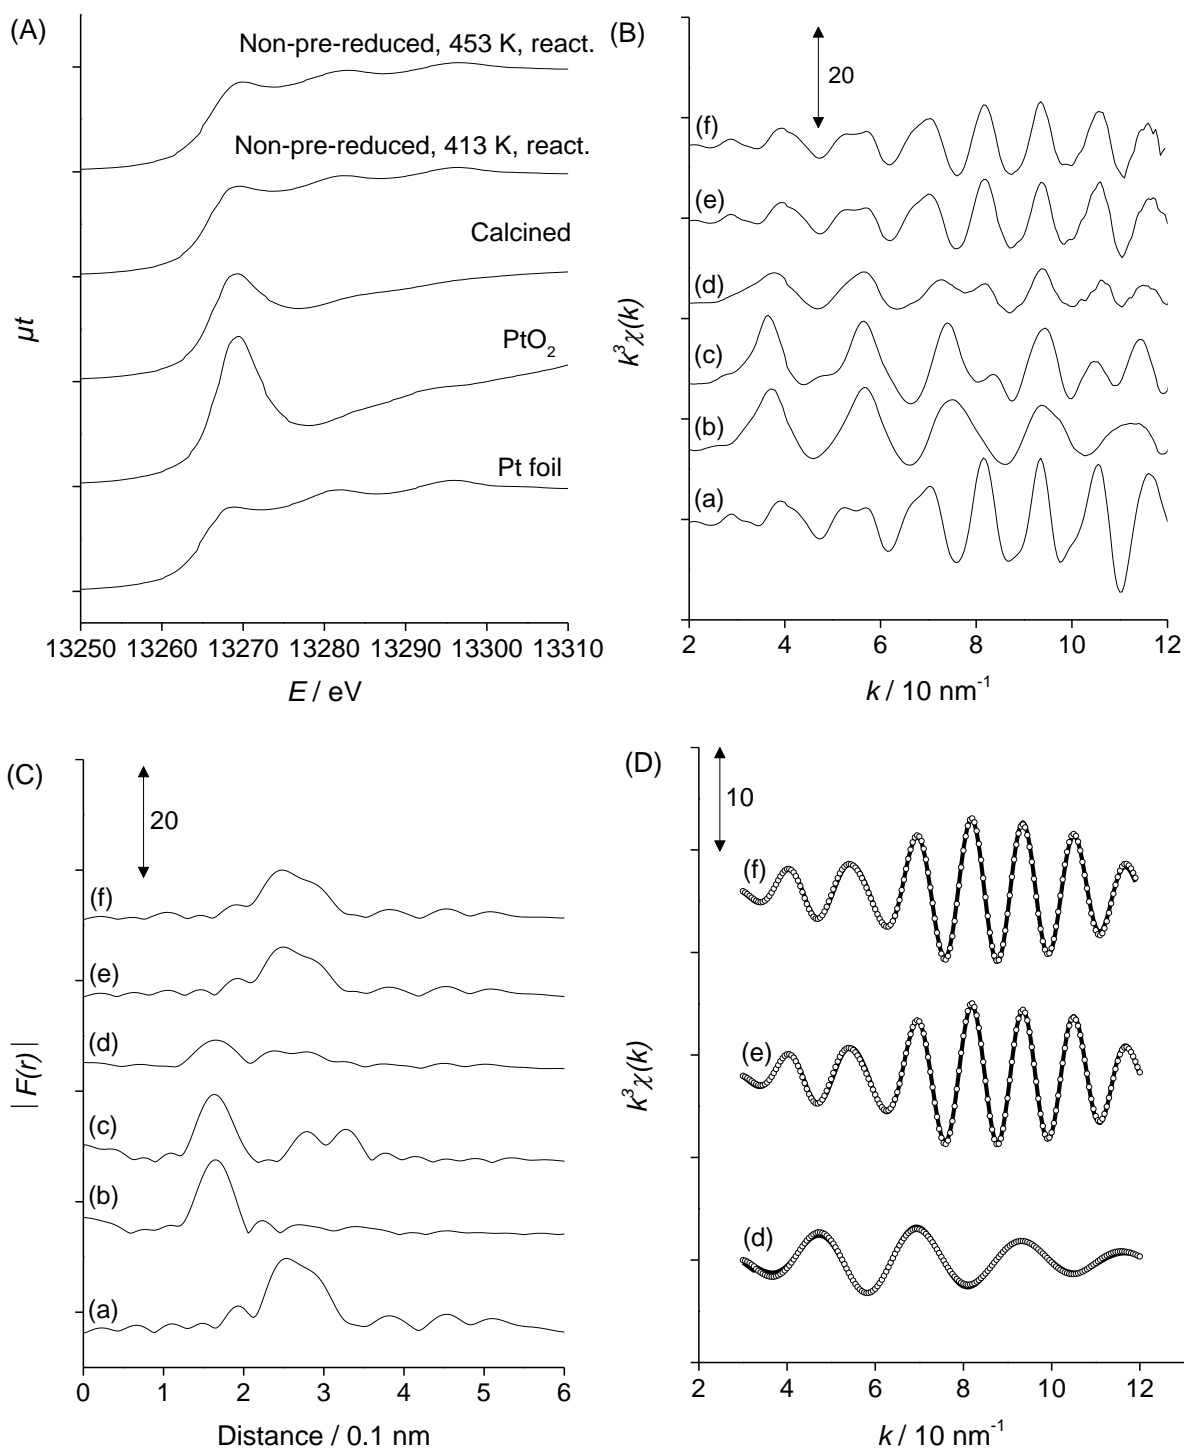 (A)
Non-pre-reduced, 453 K, react.
Non-pre-reduced, 413 K, react.
Calcined
PtO₂
Pt foil
μt
13250 13260 13270 13280 13290 13300 13310
E / eV
(B)
20
(f)
(e)
(d)
(c)
(b)
(a)
k³χ(k)
2 4 6 8 10 12
k / 10 nm⁻¹
(C)
20
(f)
(e)
(d)
(c)
(b)
(a)
| F(r) |
0 1 2 3 4 5 6
Distance / 0.1 nm
(D)
10
(f)
(e)
(d)
k³χ(k)
2 4 6 8 10 12
k / 10 nm⁻¹